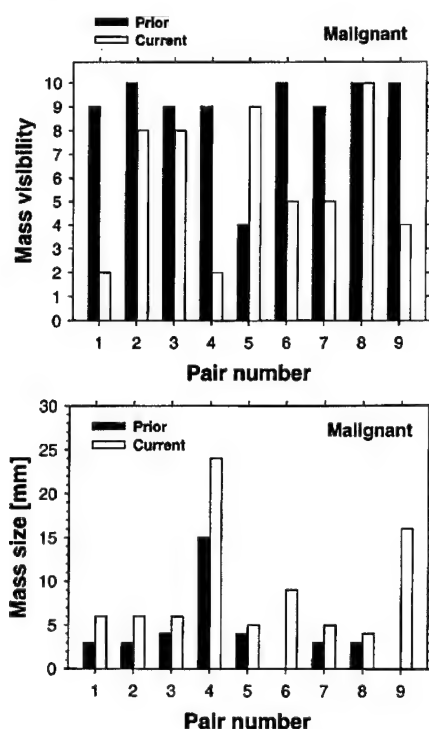 Prior
Current
Malignant
10
9
8
7
6
5
4
3
2
1
0
Mass visibility
1 2 3 4 5 6 7 8 9
Pair number
30
25
20
15
10
5
0
Mass size [mm]
Prior
Current
Malignant
1 2 3 4 5 6 7 8 9
Pair number